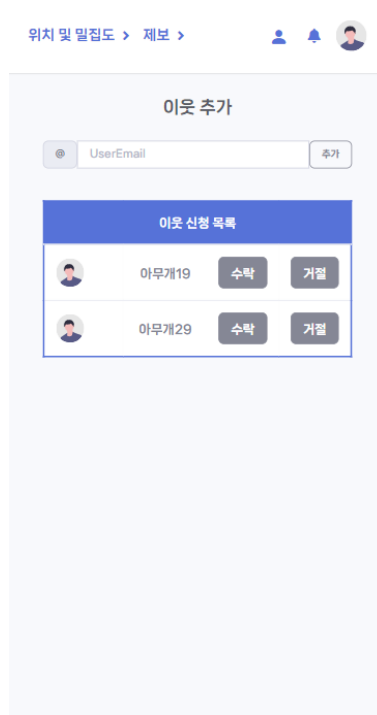 위치 및 밀집도 > 제보 >
이웃 추가
@ UserEmail 추가
이웃 신청 목록
아무개19 수락 거절
아무개29 수락 거절